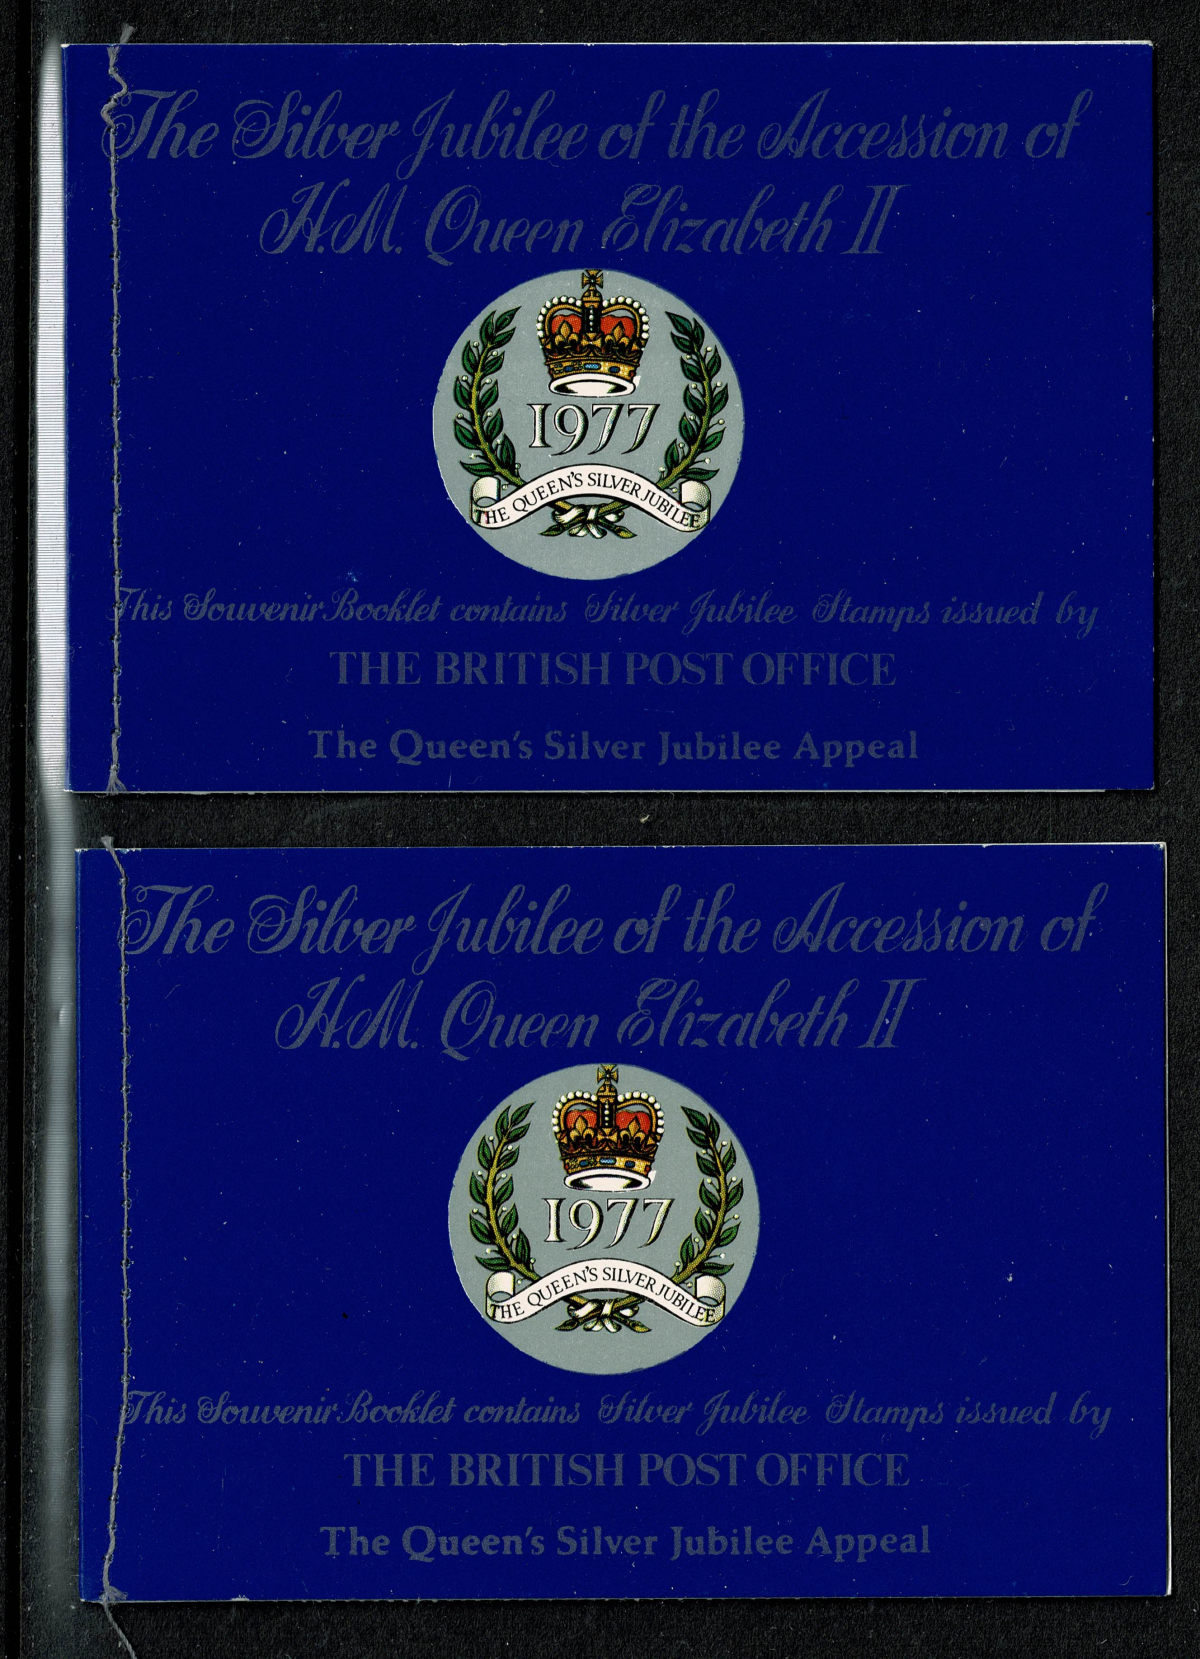 The Silver Jubilee of the Accession of
H.M. Queen Elizabeth II
1977
THE QUEEN'S SILVER JUBILEE
This Souvenir Booklet contains Silver Jubilee Stamps issued by
THE BRITISH POST OFFICE
The Queen's Silver Jubilee Appeal
The Silver Jubilee of the Accession of
H.M. Queen Elizabeth II
1977
THE QUEEN'S SILVER JUBILEE
This Souvenir Booklet contains Silver Jubilee Stamps issued by
THE BRITISH POST OFFICE
The Queen's Silver Jubilee Appeal